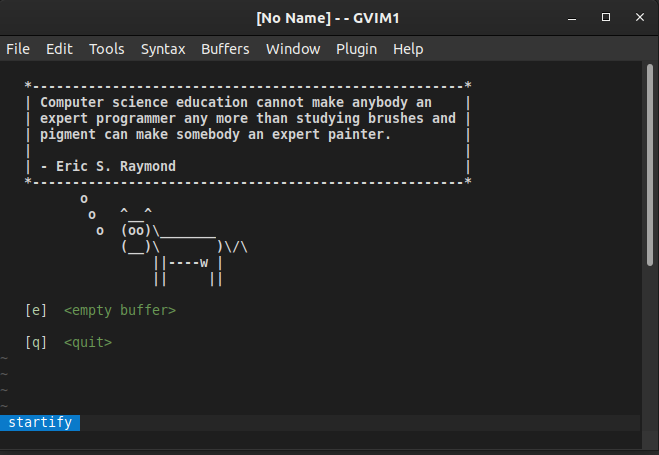 [No Name] - - GVIM1
File Edit Tools Syntax Buffers Window Plugin Help
*------------------------------------------------------*
| Computer science education cannot make anybody an    |
| expert programmer any more than studying brushes and |
| pigment can make somebody an expert painter.         |
|                                                      |
| - Eric S. Raymond                                    |
*------------------------------------------------------*
       o
        o   ^__^
         o  (oo)\_______
            (__)\       )\/\
                ||----w |
                ||     ||
[e]  <empty buffer>
[q]  <quit>
~
~
~
~
startify